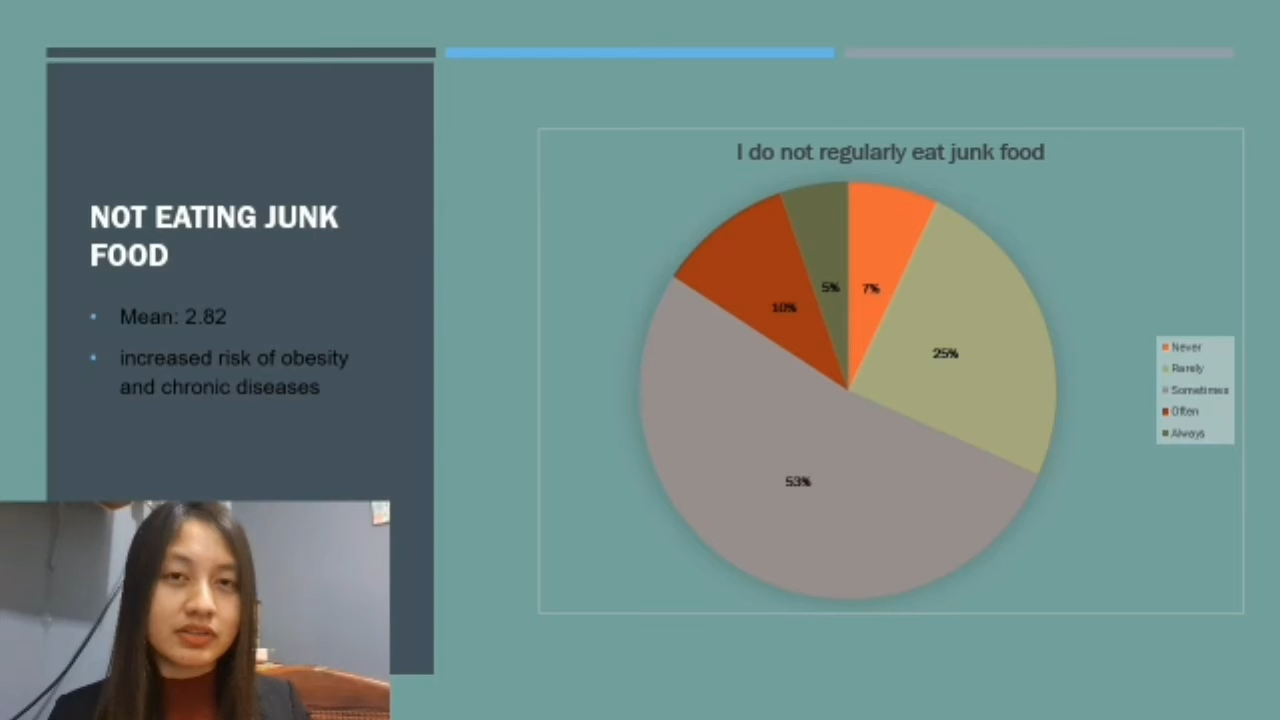 NOT EATING JUNK
FOOD
Mean: 2.82
increased risk of obesity
and chronic diseases
I do not regularly eat junk food
5%
7%
10%
25%
53%
Never
Rarely
Sometimes
Often
Always